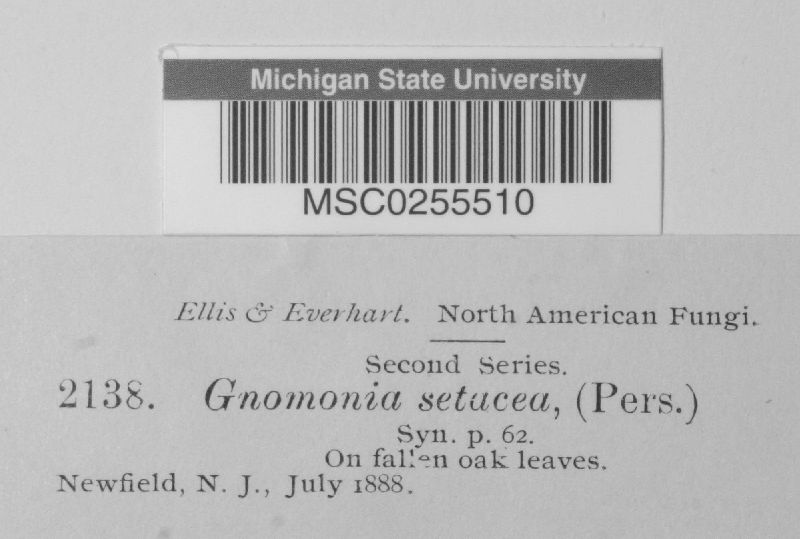 Michigan State University
MSC0255510
Ellis & Everhart. North American Fungi.
Second Series.
2138. Gnomonia setacea, (Pers.)
Syn. p. 62.
On fallen oak leaves.
Newfield, N. J., July 1888.